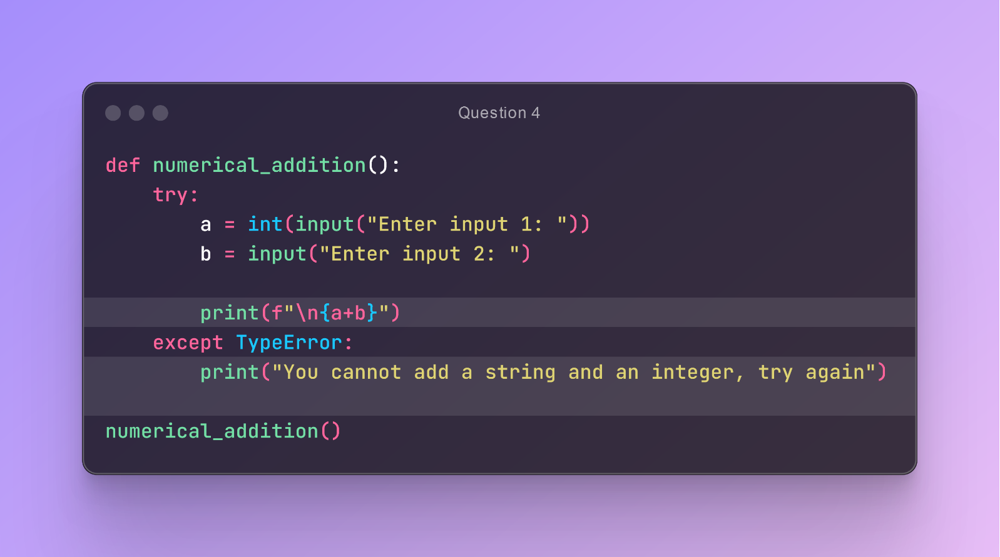 Question 4
def numerical_addition():
    try:
        a = int(input("Enter input 1: "))
        b = input("Enter input 2: ")
        print(f"\n{a+b}")
    except TypeError:
        print("You cannot add a string and an integer, try again")
numerical_addition()